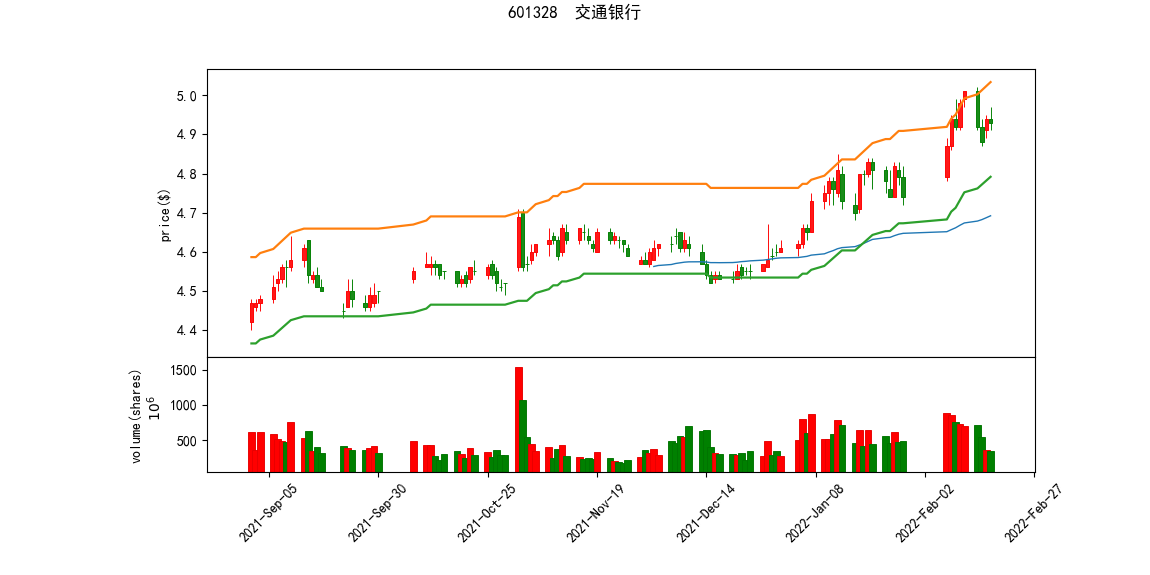 601328  交通银行
price($)
5.0
4.9
4.8
4.7
4.6
4.5
4.4
volume(shares)
10^6
1500
1000
500
2021-Sep-05
2021-Sep-30
2021-Oct-25
2021-Nov-19
2021-Dec-14
2022-Jan-08
2022-Feb-02
2022-Feb-27